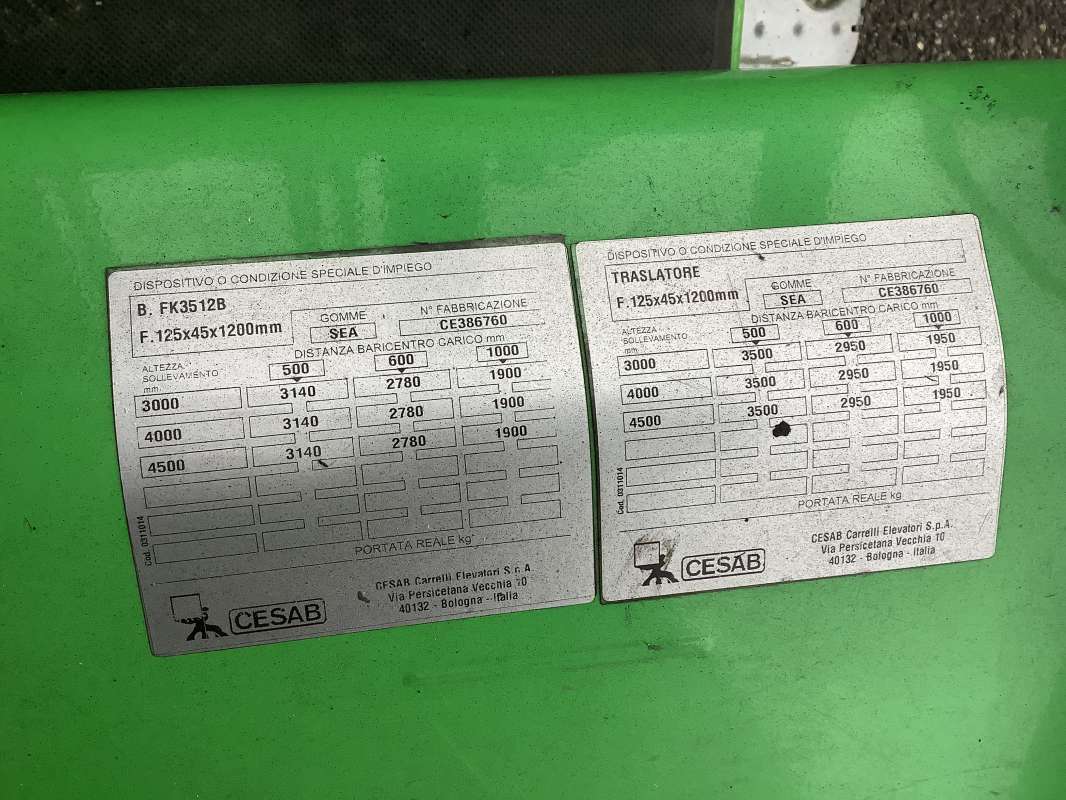 DISPOSITIVO O CONDIZIONE SPECIALE D'IMPIEGO
B. FK3512B
F. 125x45x1200mm
GOMME
SEA
N° FABBRICAZIONE
CE386760
DISTANZA BARICENTRO CARICO mm
ALTEZZA
SOLLEVAMENTO
mm
500 600 1000
3000 3140 2780 1900
4000 3140 2780 1900
4500 3140 2780 1900
PORTATA REALE kg
Cod. 0311014
CESAB
CESAB Carrelli Elevatori S.p.A.
Via Persicetana Vecchia 10
40132 - Bologna - Italia
DISPOSITIVO O CONDIZIONE SPECIALE D'IMPIEGO
TRASLATORE
F. 125x45x1200mm
GOMME
SEA
N° FABBRICAZIONE
CE386760
DISTANZA BARICENTRO CARICO mm
ALTEZZA
SOLLEVAMENTO
mm
500 600 1000
3000 3500 2950 1950
4000 3500 2950 1950
4500 3500 2950 1950
PORTATA REALE kg
Cod. 0311014
CESAB
CESAB Carrelli Elevatori S.p.A.
Via Persicetana Vecchia 10
40132 - Bologna - Italia